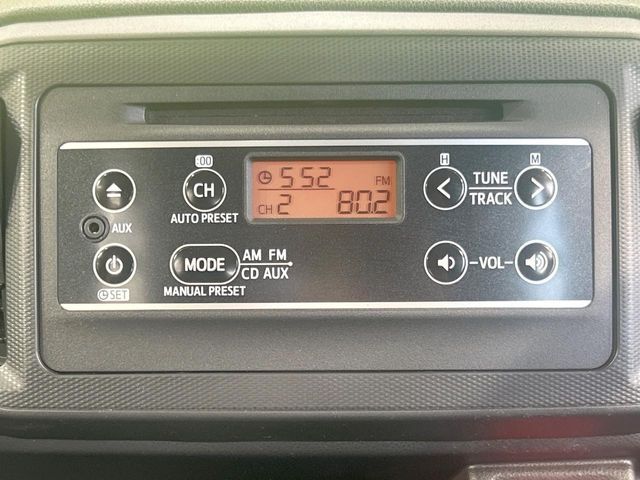 :00
H
M
5 52
FM
CH 2
80.2
CH
AUTO PRESET
TUNE
TRACK
AUX
MODE
AM FM
CD AUX
MANUAL PRESET
VOL
SET